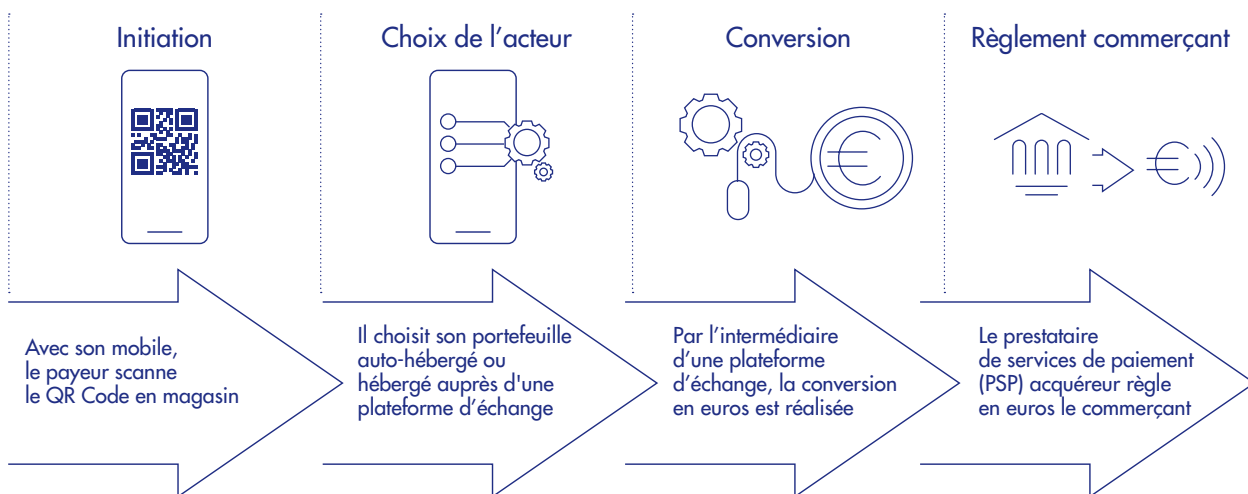 Initiation
Choix de l’acteur
Conversion
Règlement commerçant
Avec son mobile,
le payeur scanne
le QR Code en magasin
Il choisit son portefeuille
auto-hébergé ou
hébergé auprès d'une
plateforme d’échange
Par l’intermédiaire
d’une plateforme
d’échange, la conversion
en euros est réalisée
Le prestataire
de services de paiement
(PSP) acquéreur règle
en euros le commerçant